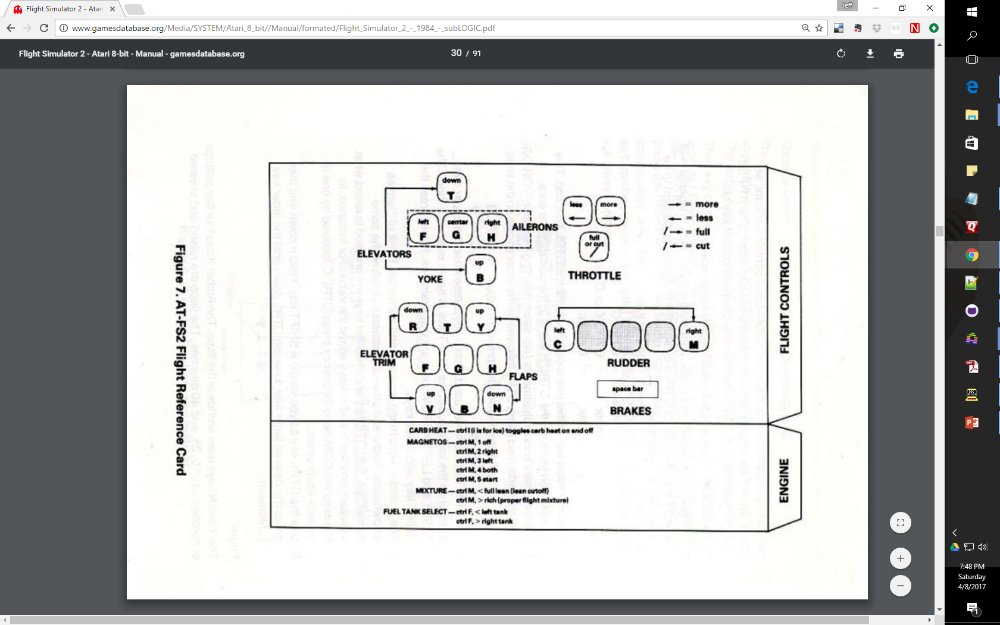 Flight Simulator 2 - Atari
Jeff
www.gamesdatabase.org/Media/SYSTEM/Atari_8_bit//Manual/formated/Flight_Simulator_2_-_1984_-_subLOGIC.pdf
Flight Simulator 2 - Atari 8-bit - Manual - gamesdatabase.org
30 / 91
Figure 7. AT-FS2 Flight Reference Card
down
T
left
F
center
G
right
H
AILERONS
ELEVATORS
up
B
YOKE
less
←
more
→
full
or cut
/
THROTTLE
→ = more
← = less
/→ = full
/← = cut
FLIGHT CONTROLS
down
R
T
up
Y
ELEVATOR
TRIM
F
G
H
FLAPS
up
V
B
down
N
left
C
right
M
RUDDER
space bar
BRAKES
CARB HEAT — ctrl I (i is for ice) toggles carb heat on and off
MAGNETOS — ctrl M, 1 off
ctrl M, 2 right
ctrl M, 3 left
ctrl M, 4 both
ctrl M, 5 start
MIXTURE — ctrl M, < full lean (lean cutoff)
ctrl M, > rich (proper flight mixture)
FUEL TANK SELECT — ctrl F, < left tank
ctrl F, > right tank
ENGINE
7:48 PM
Saturday
4/8/2017
1